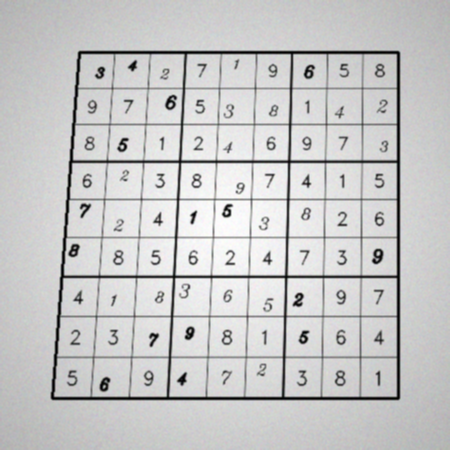 3 4 2 7 1 9 6 5 8
9 7 6 5 3 8 1 4 2
8 5 1 2 4 6 9 7 3
6 2 3 8 9 7 4 1 5
7 2 4 1 5 3 8 2 6
8 8 5 6 2 4 7 3 9
4 1 8 3 6 5 2 9 7
2 3 7 9 8 1 5 6 4
5 6 9 4 7 2 3 8 1